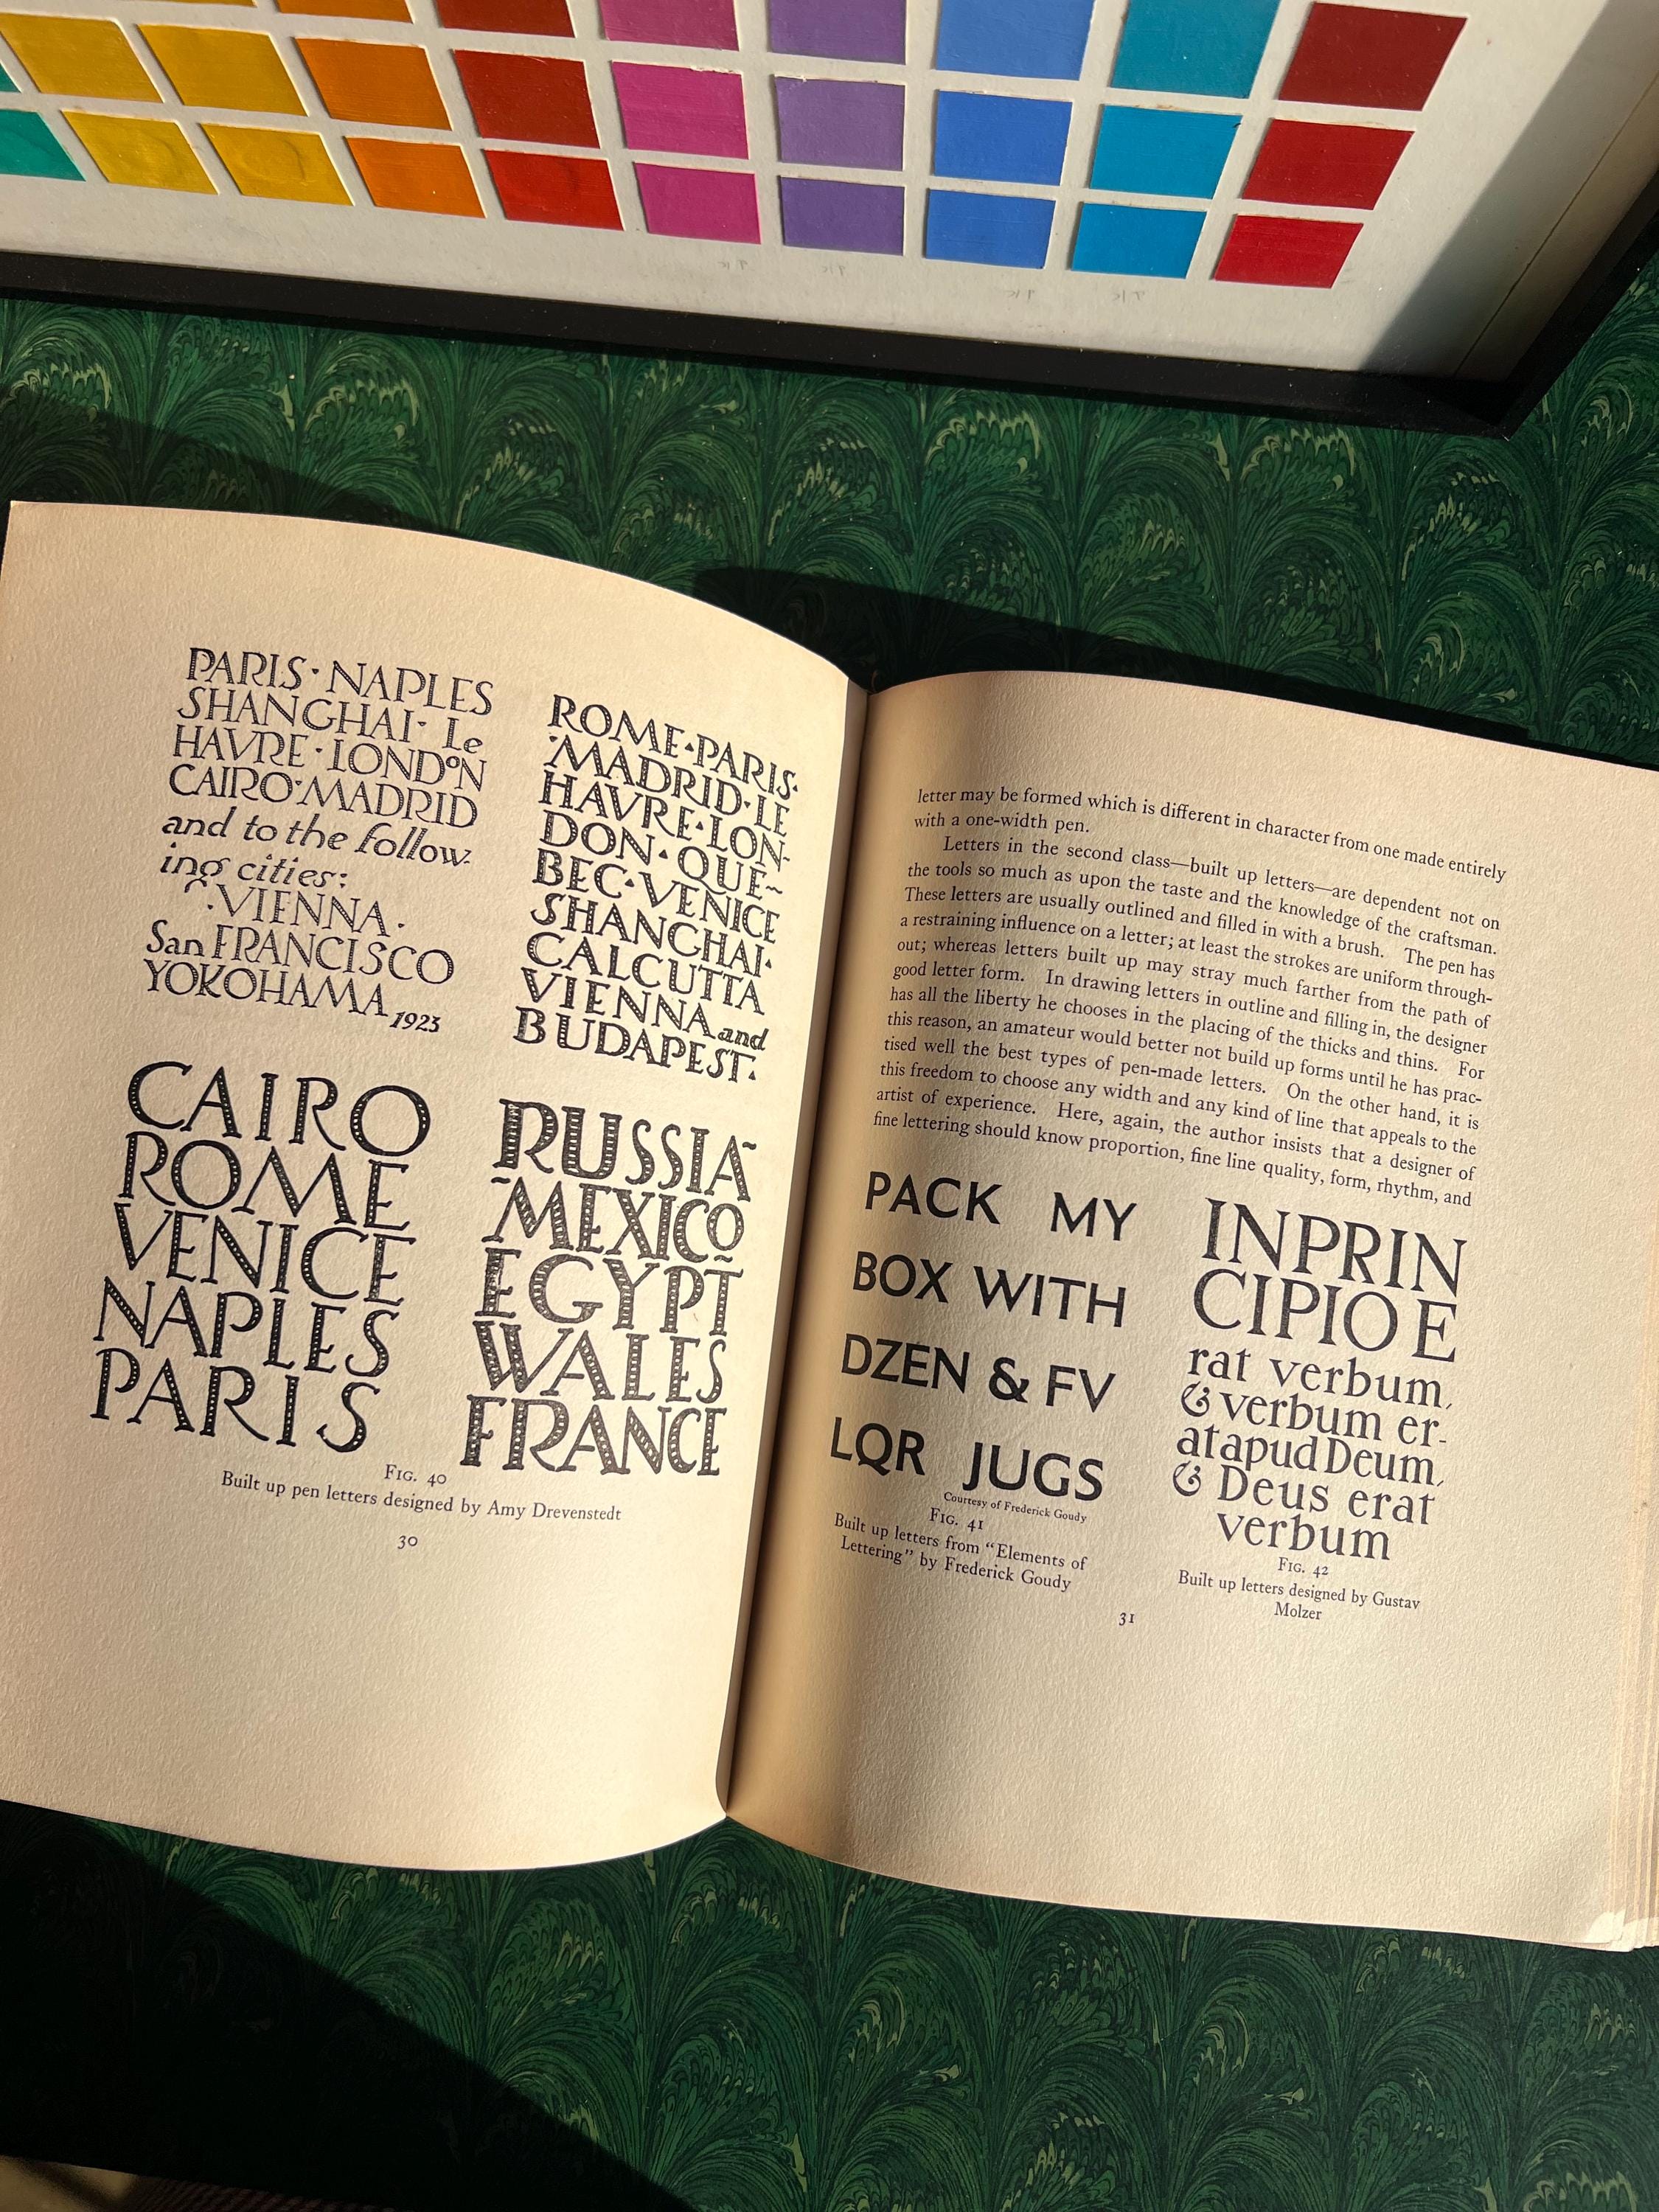 PARIS · NAPLES
SHANGHAI · Le
HAVRE · LONDON
CAIRO · MADRID
and to the follow-
ing cities:
· VIENNA ·
San FRANCISCO
YOKOHAMA 1923
ROME · PARIS ·
· MADRID · LE
HAVRE · LON-
DON · QUE~
BEC · VENICE
SHANGHAI ·
CALCUTTA
VIENNA and
BUDAPEST.
CAIRO
ROME
VENICE
NAPLES
PARIS
RUSSIA~
~MEXICO
EGYPT
WALES
FRANCE
FIG. 40
Built up pen letters designed by Amy Drevenstedt
30
letter may be formed which is different in character from one made entirely
with a one-width pen.
Letters in the second class—built up letters—are dependent not on
the tools so much as upon the taste and the knowledge of the craftsman.
These letters are usually outlined and filled in with a brush. The pen has
a restraining influence on a letter; at least the strokes are uniform through-
out; whereas letters built up may stray much farther from the path of
good letter form. In drawing letters in outline and filling in, the designer
has all the liberty he chooses in the placing of the thicks and thins. For
this reason, an amateur would better not build up forms until he has prac-
tised well the best types of pen-made letters. On the other hand, it is
this freedom to choose any width and any kind of line that appeals to the
artist of experience. Here, again, the author insists that a designer of
fine lettering should know proportion, fine line quality, form, rhythm, and
PACK MY
BOX WITH
DZEN & FV
LQR JUGS
Courtesy of Frederick Goudy
FIG. 41
Built up letters from “Elements of
Lettering” by Frederick Goudy
INPRIN
CIPIO E
rat verbum,
& verbum er-
atapudDeum,
& Deus erat
verbum
FIG. 42
Built up letters designed by Gustav
Molzer
31